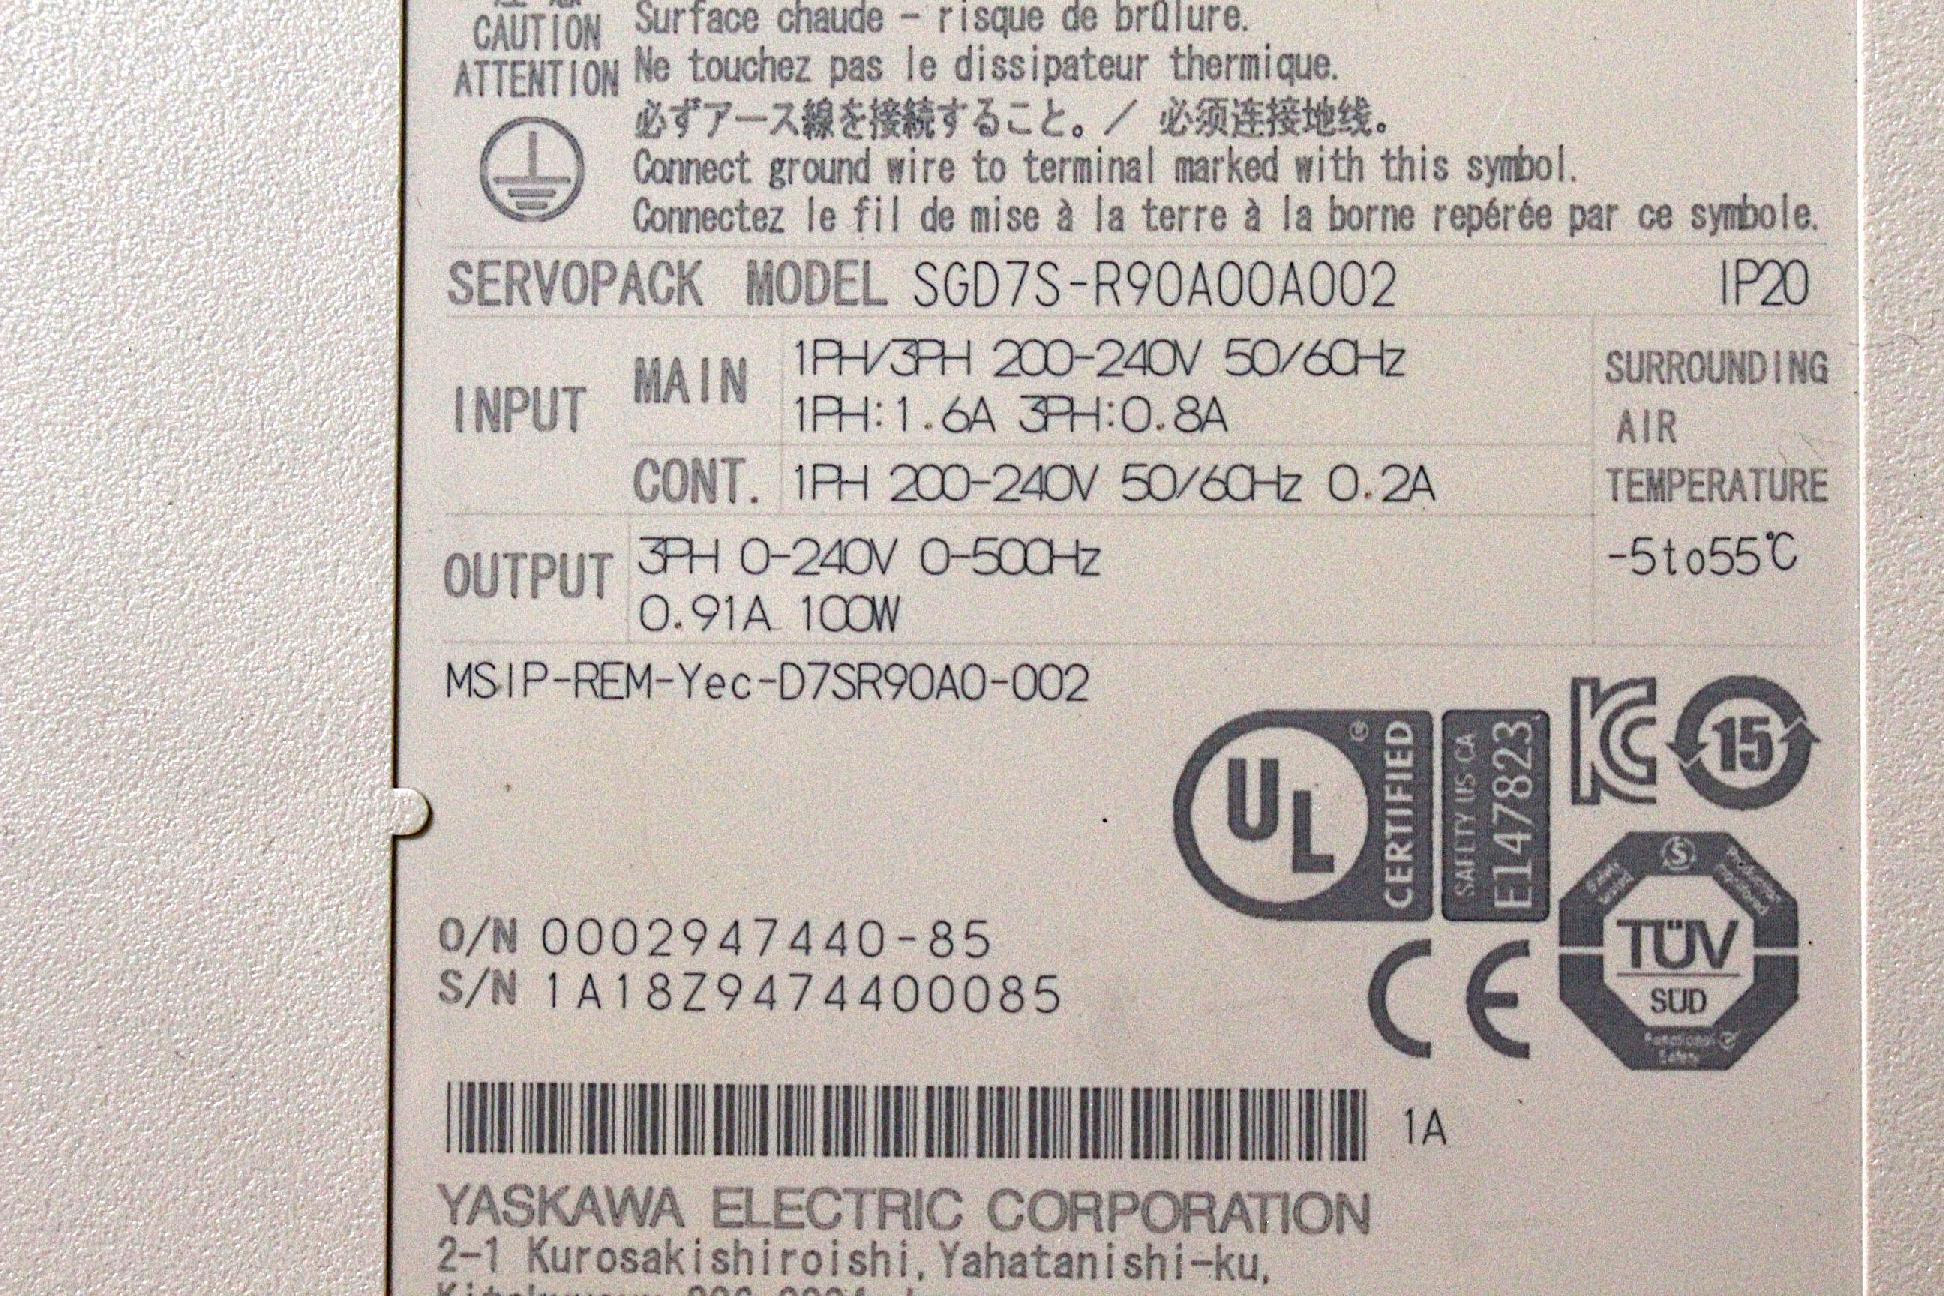 CAUTION
ATTENTION
Surface chaude - risque de brûlure.
Ne touchez pas le dissipateur thermique.
必ずアース線を接続すること。/ 必须连接地线。
Connect ground wire to terminal marked with this symbol.
Connectez le fil de mise à la terre à la borne repérée par ce symbole.
SERVOPACK MODEL SGD7S-R90A00A002 IP20
INPUT
MAIN
1PH/3PH 200-240V 50/60Hz
1PH:1.6A 3PH:0.8A
CONT. 1PH 200-240V 50/60Hz 0.2A
SURROUNDING
AIR
TEMPERATURE
-5to55℃
OUTPUT
3PH 0-240V 0-500Hz
0.91A 100W
MSIP-REM-Yec-D7SR90A0-002
UL ®
CERTIFIED
SAFETY US CA
E147823
KC
15
S
TÜV
SÜD
Functional
Safety
CE
O/N 0002947440-85
S/N 1A18Z9474400085
1A
YASKAWA ELECTRIC CORPORATION
2-1 Kurosakishiroishi, Yahatanishi-ku,